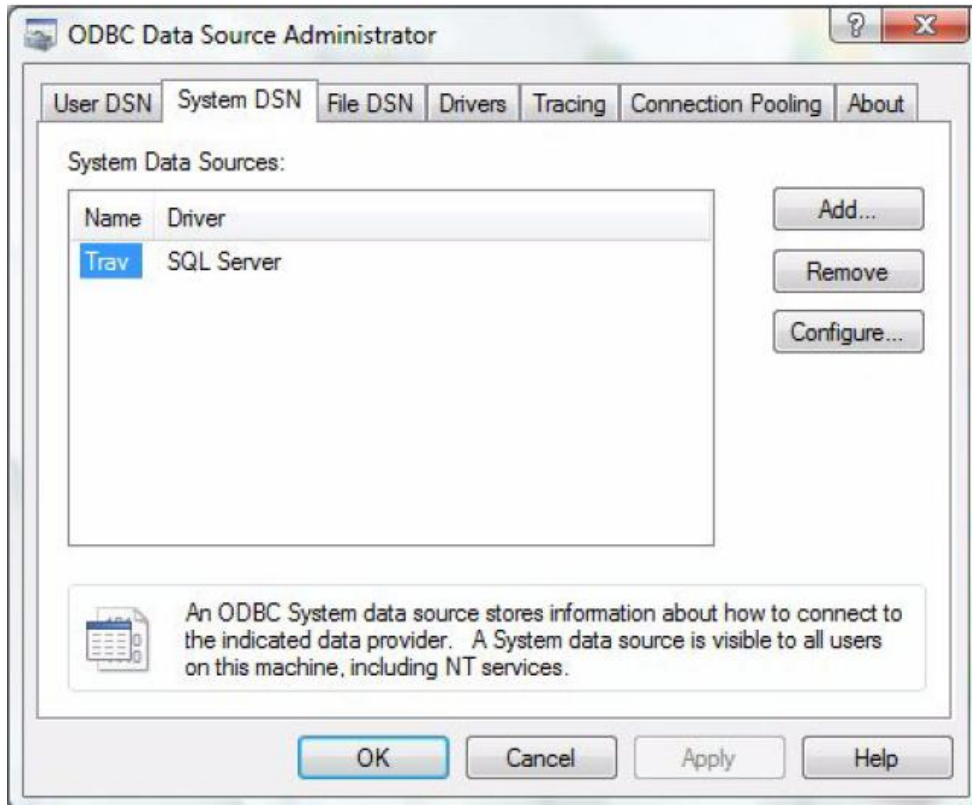 ODBC Data Source Administrator
User DSN System DSN File DSN Drivers Tracing Connection Pooling About
System Data Sources:
Name Driver
Trav SQL Server
Add...
Remove
Configure...
An ODBC System data source stores information about how to connect to
the indicated data provider. A System data source is visible to all users
on this machine, including NT services.
OK Cancel Apply Help